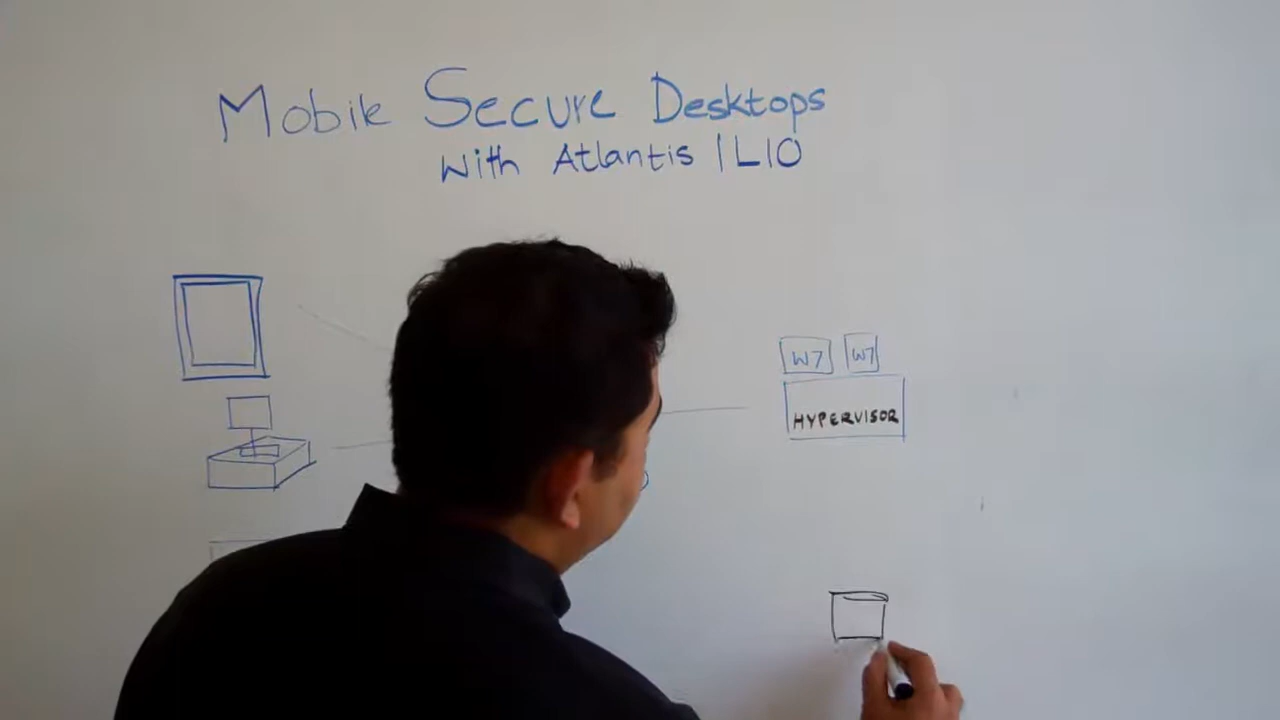 Mobile Secure Desktops
With Atlantis ILIO
W7 W7
HYPERVISOR